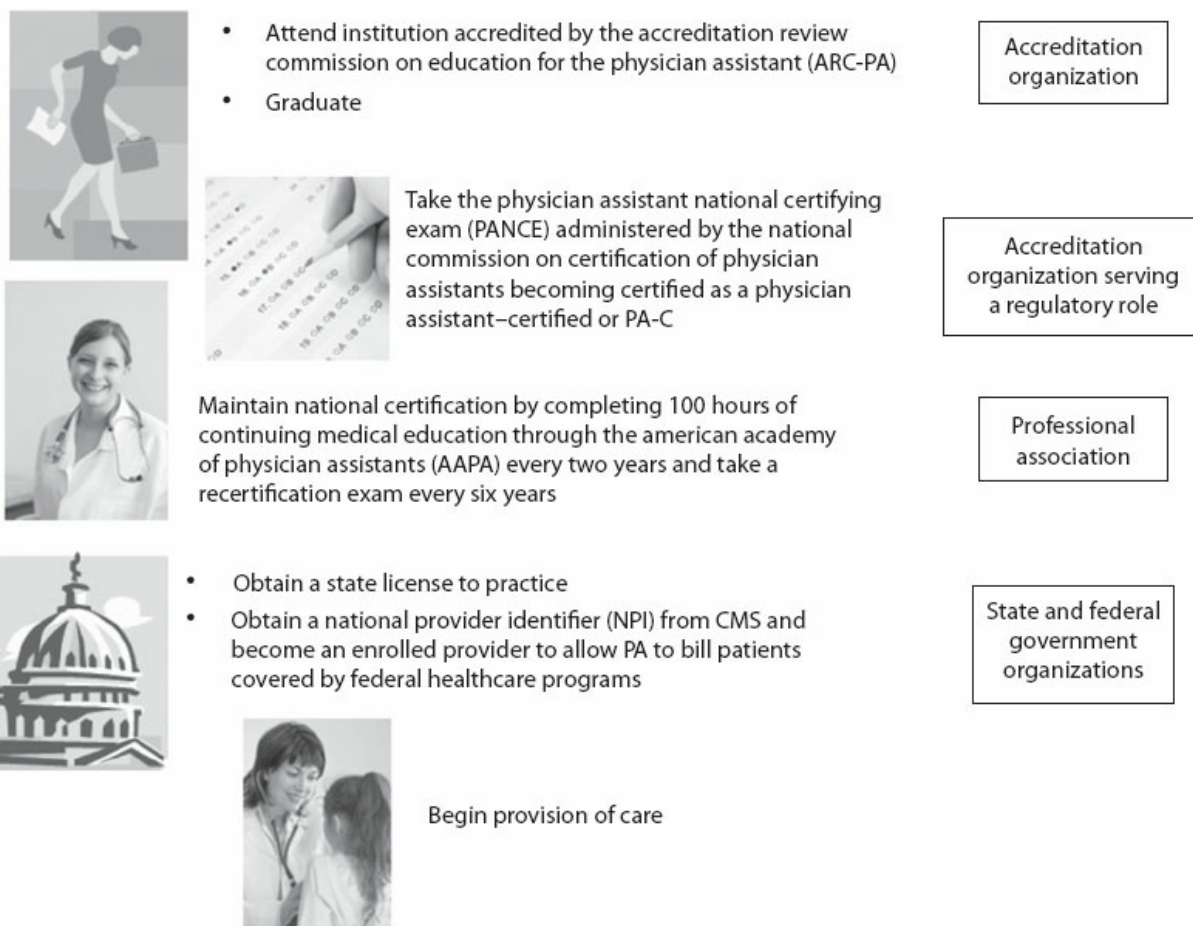 • Attend institution accredited by the accreditation review
commission on education for the physician assistant (ARC-PA)
• Graduate
Accreditation
organization
Take the physician assistant national certifying
exam (PANCE) administered by the national
commission on certification of physician
assistants becoming certified as a physician
assistant–certified or PA-C
Accreditation
organization serving
a regulatory role
Maintain national certification by completing 100 hours of
continuing medical education through the american academy
of physician assistants (AAPA) every two years and take a
recertification exam every six years
Professional
association
• Obtain a state license to practice
• Obtain a national provider identifier (NPI) from CMS and
become an enrolled provider to allow PA to bill patients
covered by federal healthcare programs
State and federal
government
organizations
Begin provision of care